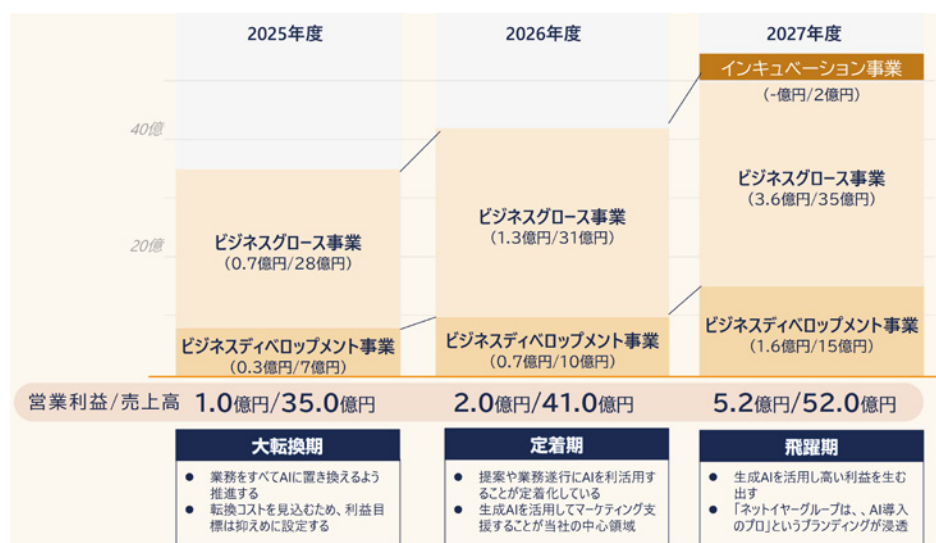 2025年度
2026年度
2027年度
40億
20億
インキュベーション事業
(-億円/2億円)
ビジネスグロース事業
(0.7億円/28億円)
ビジネスグロース事業
(1.3億円/31億円)
ビジネスグロース事業
(3.6億円/35億円)
ビジネスディベロップメント事業
(0.3億円/7億円)
ビジネスディベロップメント事業
(0.7億円/10億円)
ビジネスディベロップメント事業
(1.6億円/15億円)
営業利益/売上高 1.0億円/35.0億円 2.0億円/41.0億円 5.2億円/52.0億円
大転換期
● 業務をすべてAIに置き換えるよう
推進する
● 転換コストを見込むため、利益目
標は抑えめに設定する
定着期
● 提案や業務遂行にAIを利活用す
ることが定着化している
● 生成AIを活用してマーケティング支
援することが当社の中心領域
飛躍期
● 生成AIを活用し高い利益を生む
出す
● 「ネットイヤーグループは、、AI導入
のプロ」というブランディングが浸透